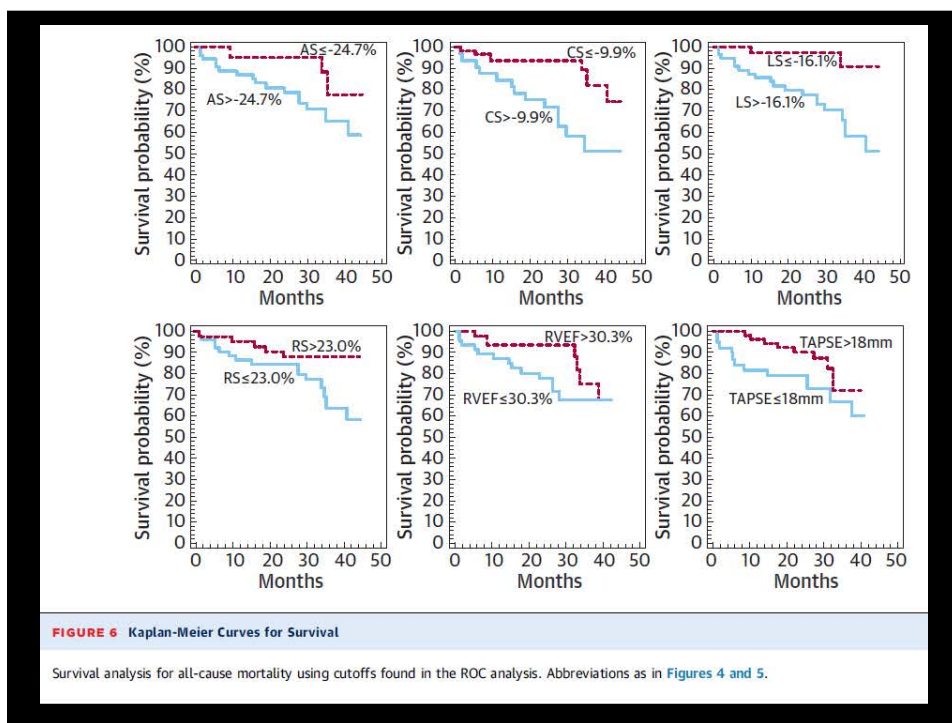 Survival probability (%)
100
90
80
70
60
50
40
30
20
10
0
AS≤-24.7%
AS>-24.7%
0 10 20 30 40 50
Months
Survival probability (%)
100
90
80
70
60
50
40
30
20
10
0
CS≤-9.9%
CS>-9.9%
0 10 20 30 40 50
Months
Survival probability (%)
100
90
80
70
60
50
40
30
20
10
0
LS≤-16.1%
LS>-16.1%
0 10 20 30 40 50
Months
Survival probability (%)
100
90
80
70
60
50
40
30
20
10
0
RS>23.0%
RS≤23.0%
0 10 20 30 40 50
Months
Survival probability (%)
100
90
80
70
60
50
40
30
20
10
0
RVEF>30.3%
RVEF≤30.3%
0 10 20 30 40 50
Months
Survival probability (%)
100
90
80
70
60
50
40
30
20
10
0
TAPSE>18mm
TAPSE≤18mm
0 10 20 30 40 50
Months
FIGURE 6 Kaplan-Meier Curves for Survival
Survival analysis for all-cause mortality using cutoffs found in the ROC analysis. Abbreviations as in Figures 4 and 5.